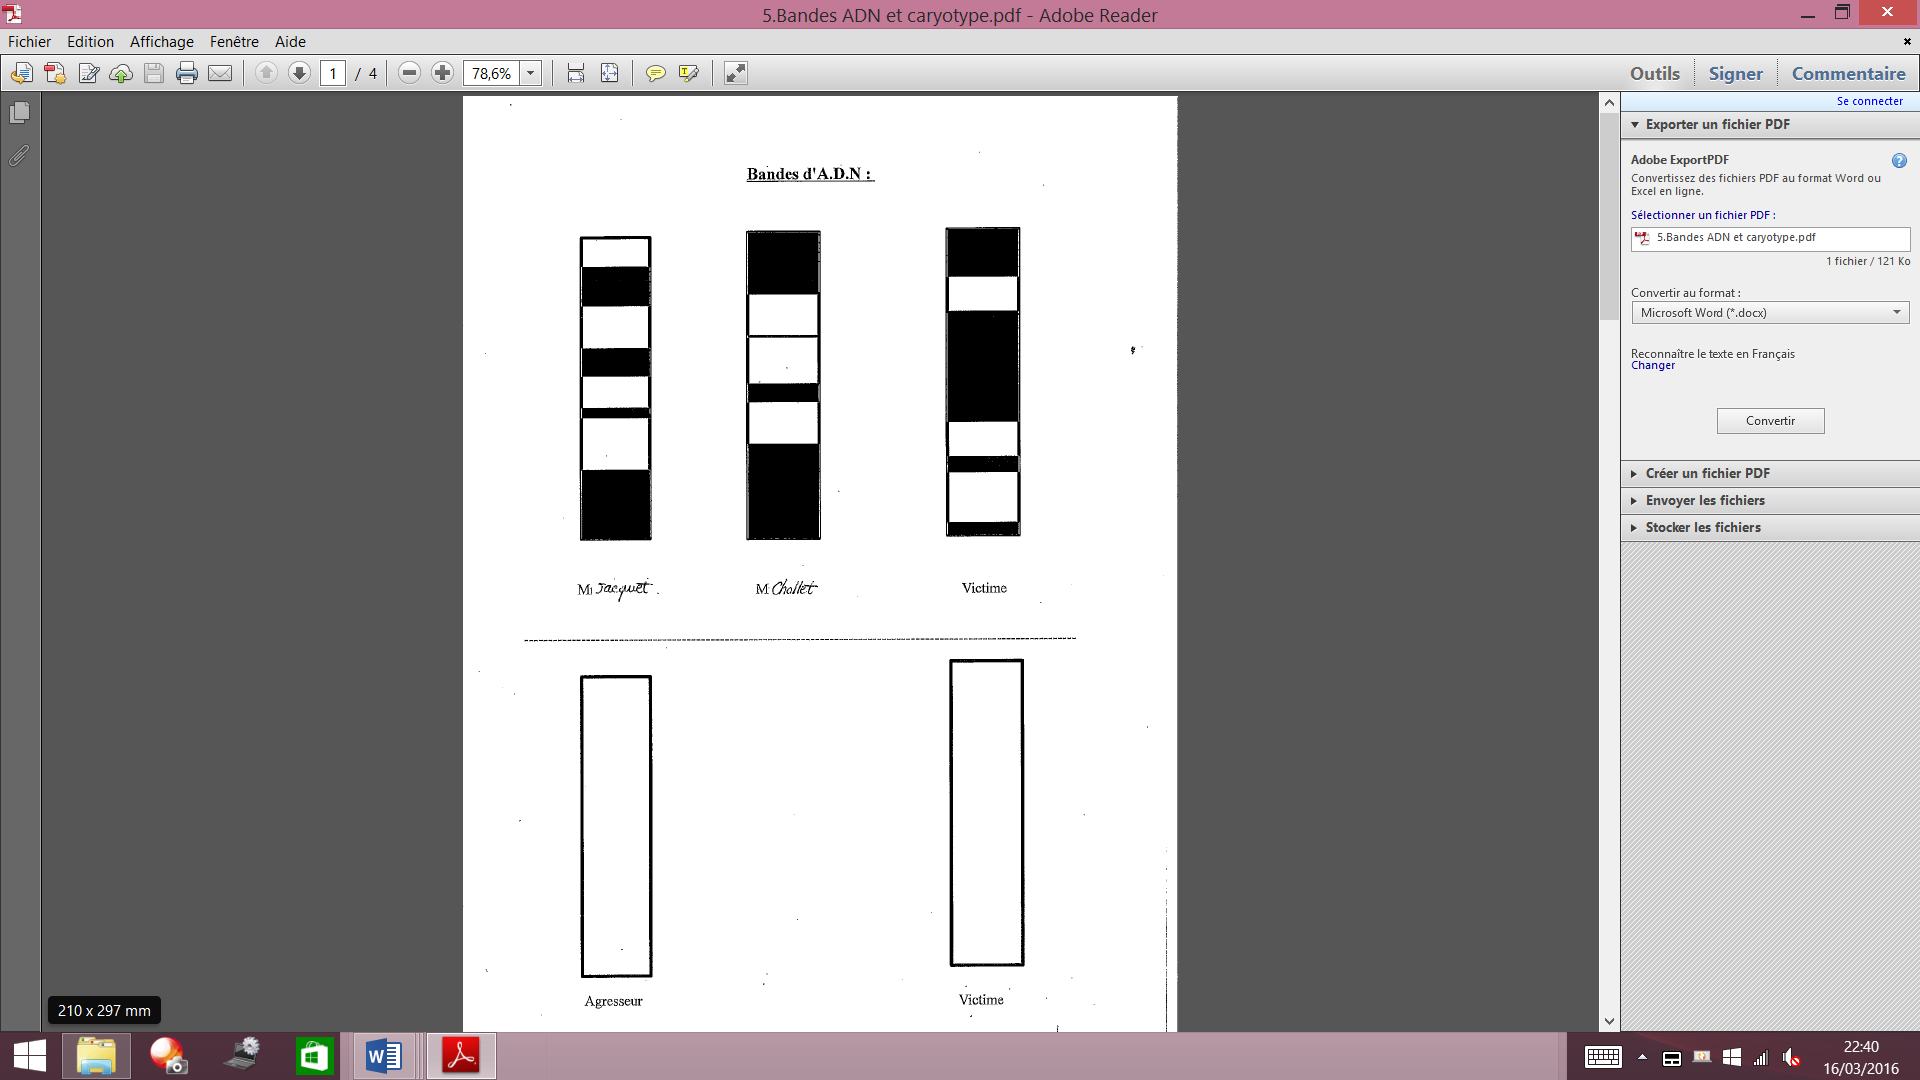 5.Bandes ADN et caryotype.pdf - Adobe Reader
Fichier Edition Affichage Fenêtre Aide
1 / 4 78,6% Outils Signer Commentaire
Se connecter
Exporter un fichier PDF
Adobe ExportPDF
Convertissez des fichiers PDF au format Word ou
Excel en ligne.
Sélectionner un fichier PDF :
5.Bandes ADN et caryotype.pdf
1 fichier / 121 Ko
Convertir au format :
Microsoft Word (*.docx)
Reconnaître le texte en Français
Changer
Convertir
Créer un fichier PDF
Envoyer les fichiers
Stocker les fichiers
Bandes d'A.D.N :
M Jacquet M Chollet Victime
Agresseur Victime
210 x 297 mm
22:40
16/03/2016